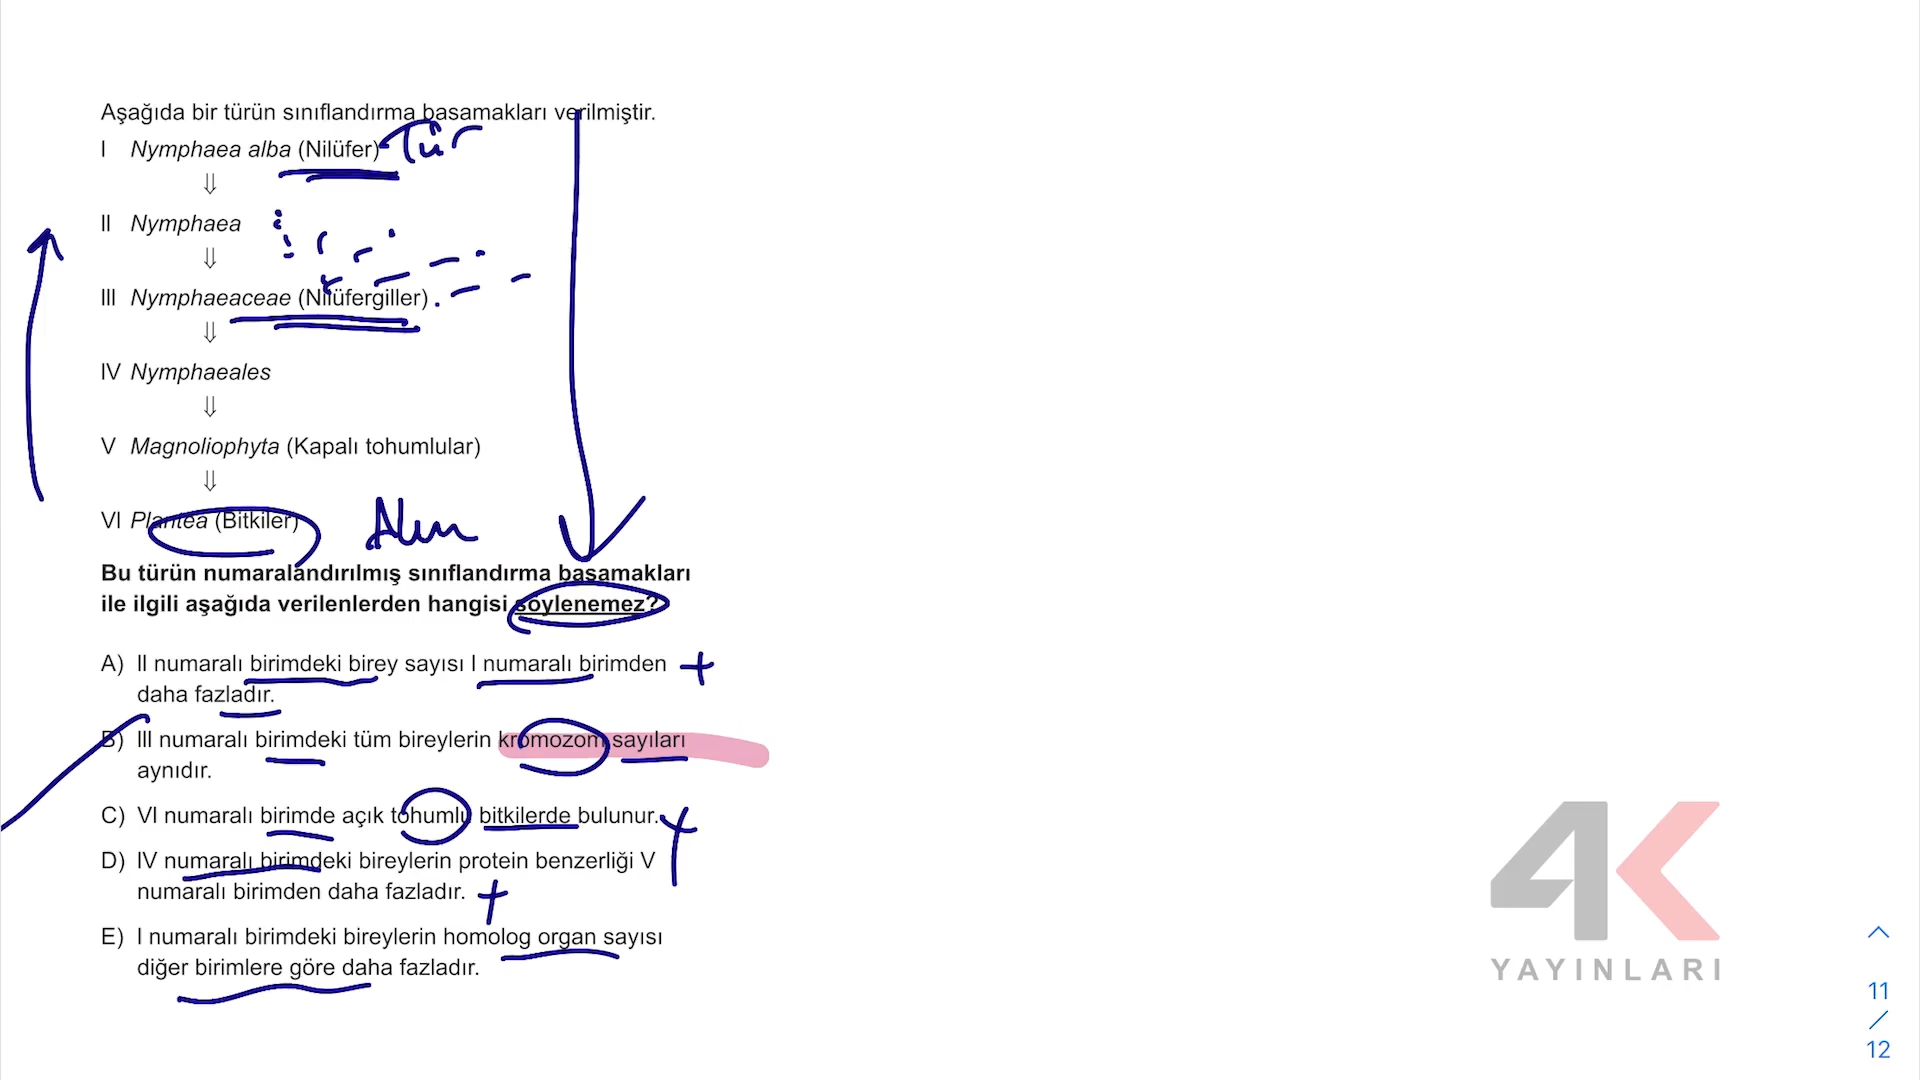 Aşağıda bir türün sınıflandırma basamakları verilmiştir.
I Nymphaea alba (Nilüfer) Tür
⇓
II Nymphaea
⇓
III Nymphaeaceae (Nilüfergiller)
⇓
IV Nymphaeales
⇓
V Magnoliophyta (Kapalı tohumlular)
⇓
VI Plantea (Bitkiler) Alem
Bu türün numaralandırılmış sınıflandırma basamakları
ile ilgili aşağıda verilenlerden hangisi söylenemez?
A) II numaralı birimdeki birey sayısı I numaralı birimden +
daha fazladır.
B) III numaralı birimdeki tüm bireylerin kromozom sayıları
aynıdır.
C) VI numaralı birimde açık tohumlu bitkilerde bulunur. +
D) IV numaralı birimdeki bireylerin protein benzerliği V
numaralı birimden daha fazladır. +
E) I numaralı birimdeki bireylerin homolog organ sayısı
diğer birimlere göre daha fazladır.
4K
YAYINLARI
11
/
12